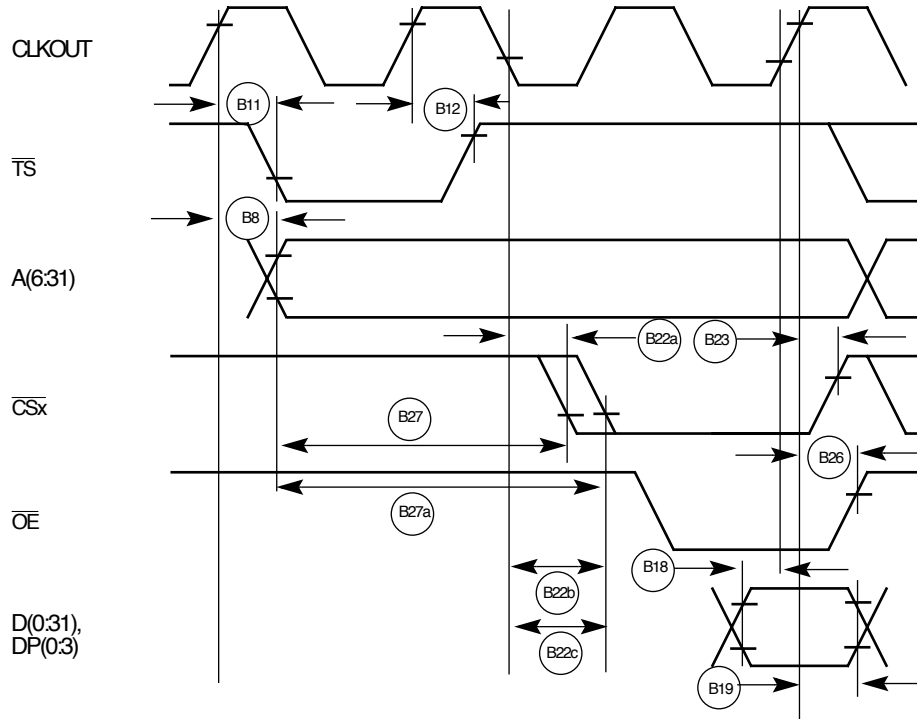 CLKOUT
B11
B12
TS
B8
A(6:31)
B22a
B23
CSx
B27
B26
OE
B27a
B18
B22b
D(0:31),
DP(0:3)
B22c
B19